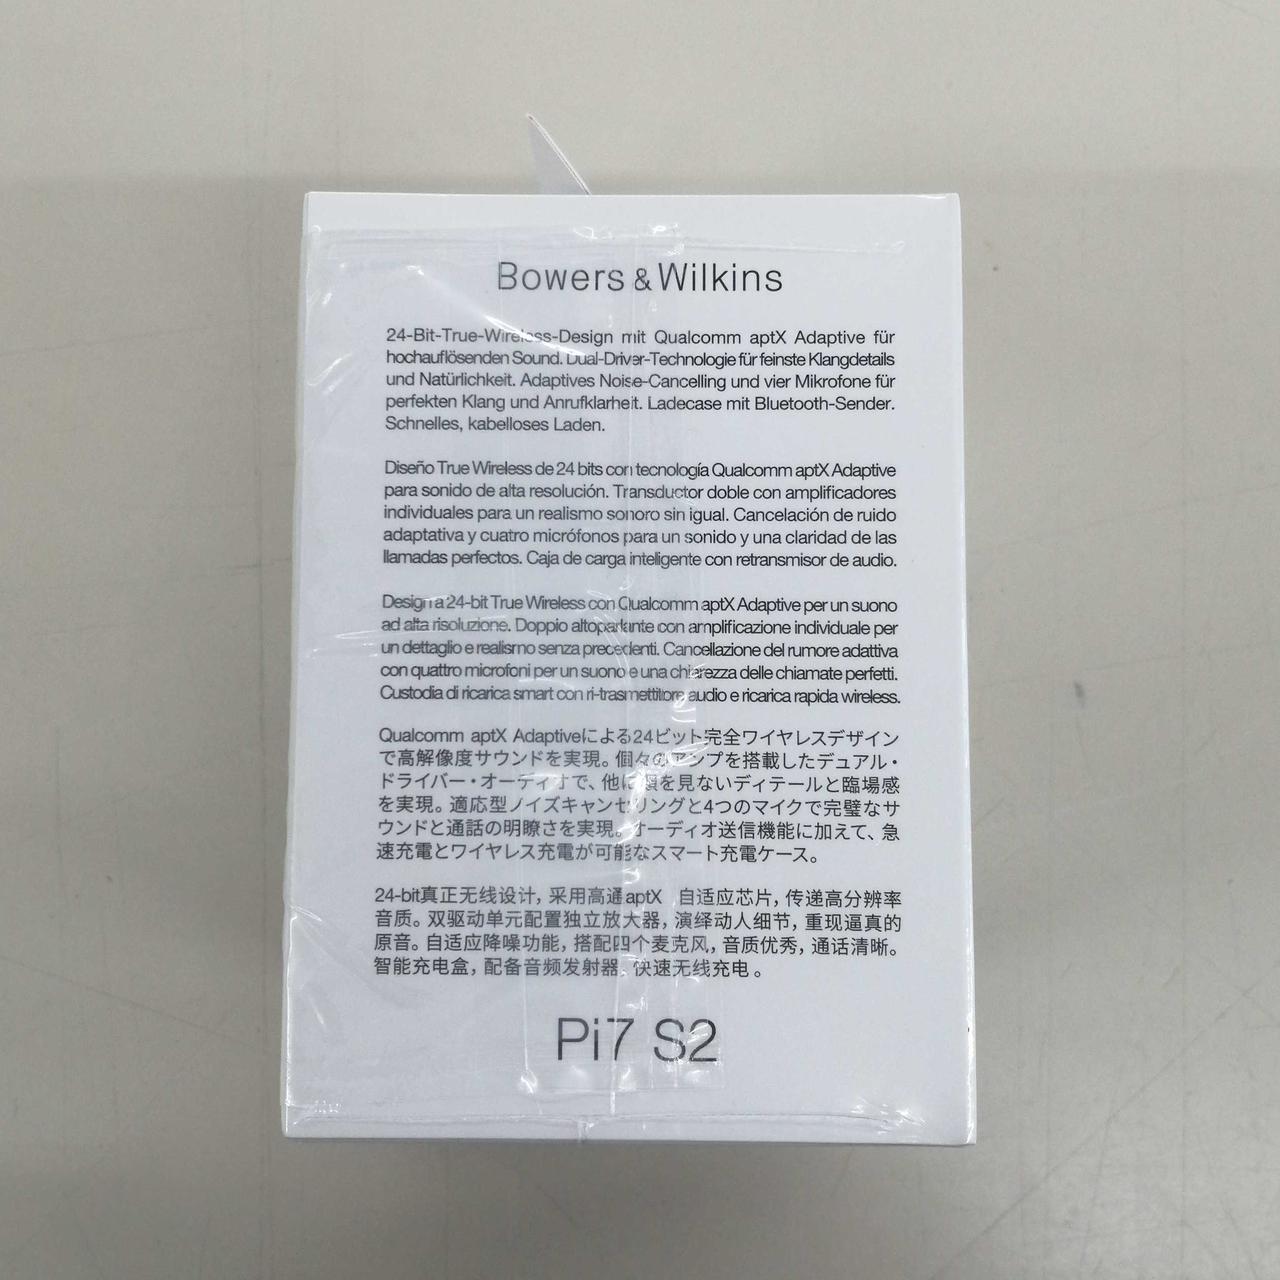 Bowers & Wilkins
24-Bit-True-Wireless-Design mit Qualcomm aptX Adaptive für
hochauflösenden Sound. Dual-Driver-Technologie für feinste Klangdetails
und Natürlichkeit. Adaptives Noise-Cancelling und vier Mikrofone für
perfekten Klang und Anrufklarheit. Ladecase mit Bluetooth-Sender.
Schnelles, kabelloses Laden.
Diseño True Wireless de 24 bits con tecnología Qualcomm aptX Adaptive
para sonido de alta resolución. Transductor doble con amplificadores
individuales para un realismo sonoro sin igual. Cancelación de ruido
adaptativa y cuatro micrófonos para un sonido y una claridad de las
llamadas perfectos. Caja de carga inteligente con retransmisor de audio.
Design a 24-bit True Wireless con Qualcomm aptX Adaptive per un suono
ad alta risoluzione. Doppio altoparlante con amplificazione individuale per
un dettaglio e realismo senza precedenti. Cancellazione del rumore adattiva
con quattro microfoni per un suono e una chiarezza delle chiamate perfetti.
Custodia di ricarica smart con ri-trasmettitore audio e ricarica rapida wireless.
Qualcomm aptX Adaptiveによる24ビット完全ワイヤレスデザイン
で高解像度サウンドを実現。個々のアンプを搭載したデュアル・
ドライバー・オーディオで、他に類を見ないディテールと臨場感
を実現。適応型ノイズキャンセリングと4つのマイクで完璧なサ
ウンドと通話の明瞭さを実現。オーディオ送信機能に加えて、急
速充電とワイヤレス充電が可能なスマート充電ケース。
24-bit真正无线设计，采用高通aptX 自适应芯片，传递高分辨率
音质。双驱动单元配置独立放大器，演绎动人细节，重现逼真的
原音。自适应降噪功能，搭配四个麦克风，音质优秀，通话清晰。
智能充电盒，配备音频发射器，快速无线充电。
Pi7 S2